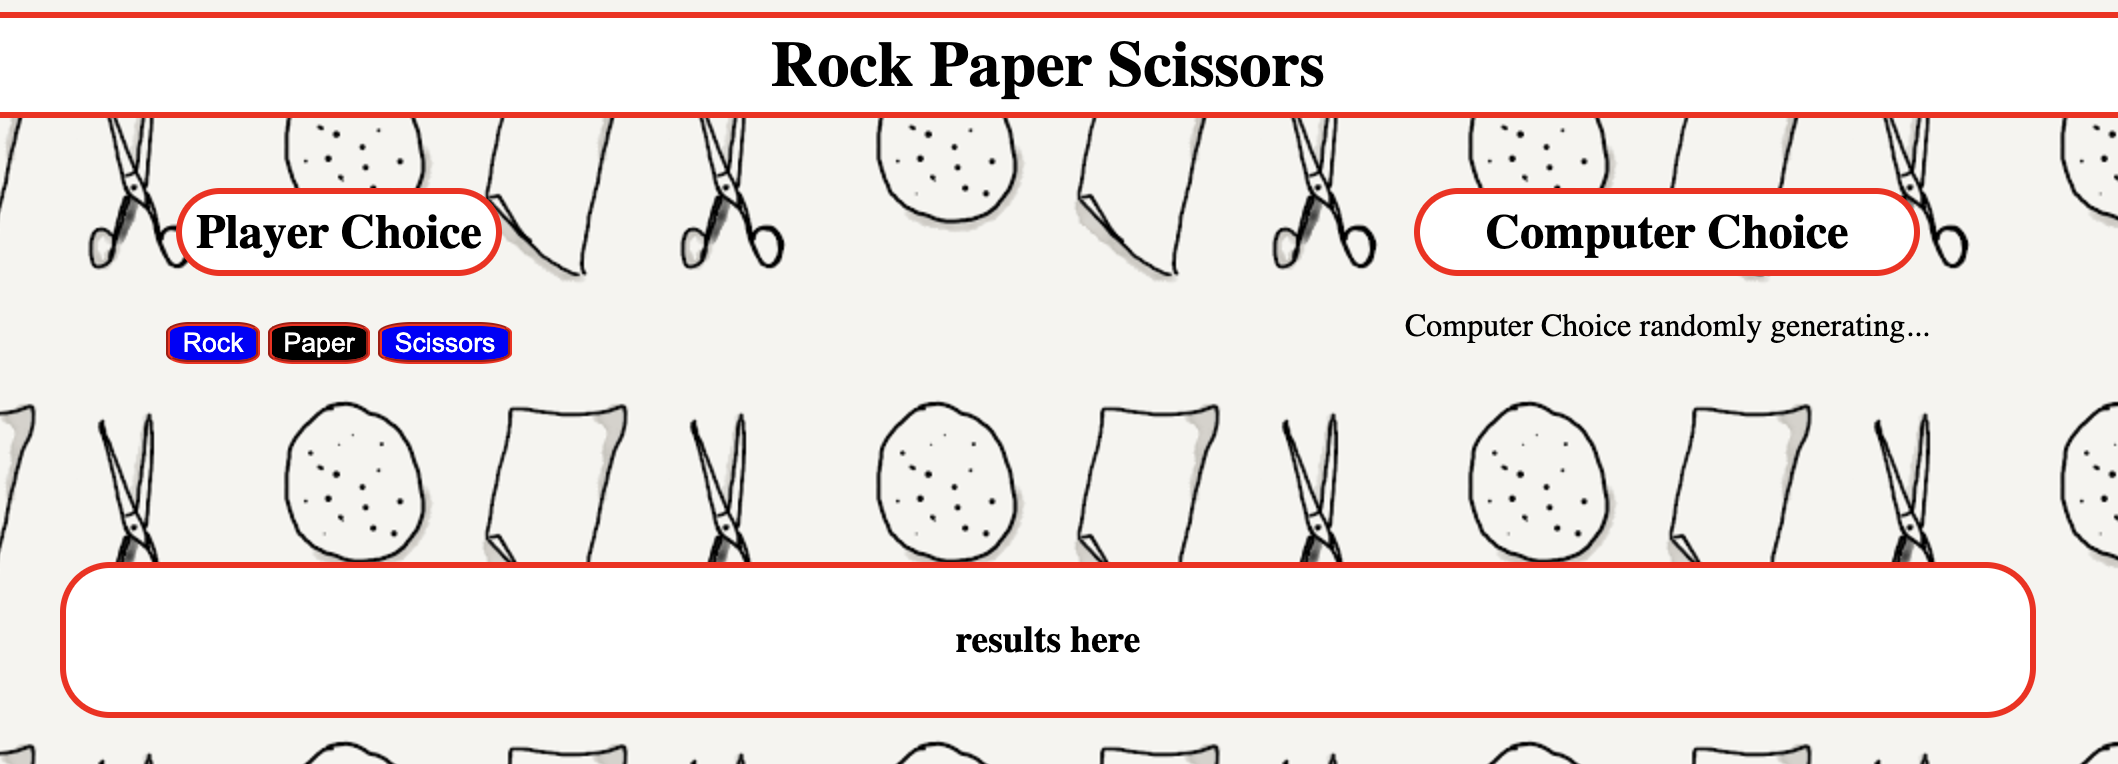 Rock Paper Scissors
Player Choice
Computer Choice
Rock Paper Scissors
Computer Choice randomly generating...
results here